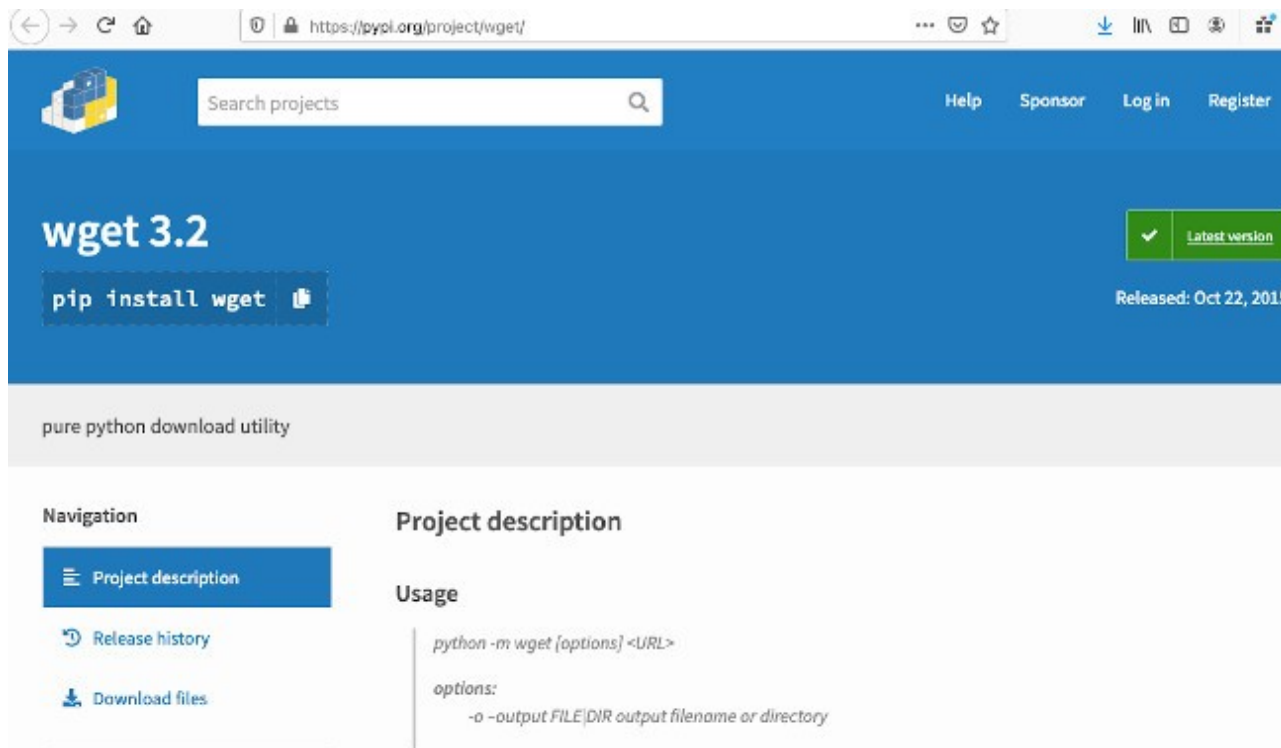 https://pypi.org/project/wget/
Search projects
Help Sponsor Log in Register
wget 3.2
Latest version
pip install wget
Released: Oct 22, 201
pure python download utility
Navigation
Project description
Release history
Download files
Project description
Usage
python -m wget [options] <URL>
options:
-o –output FILE|DIR output filename or directory